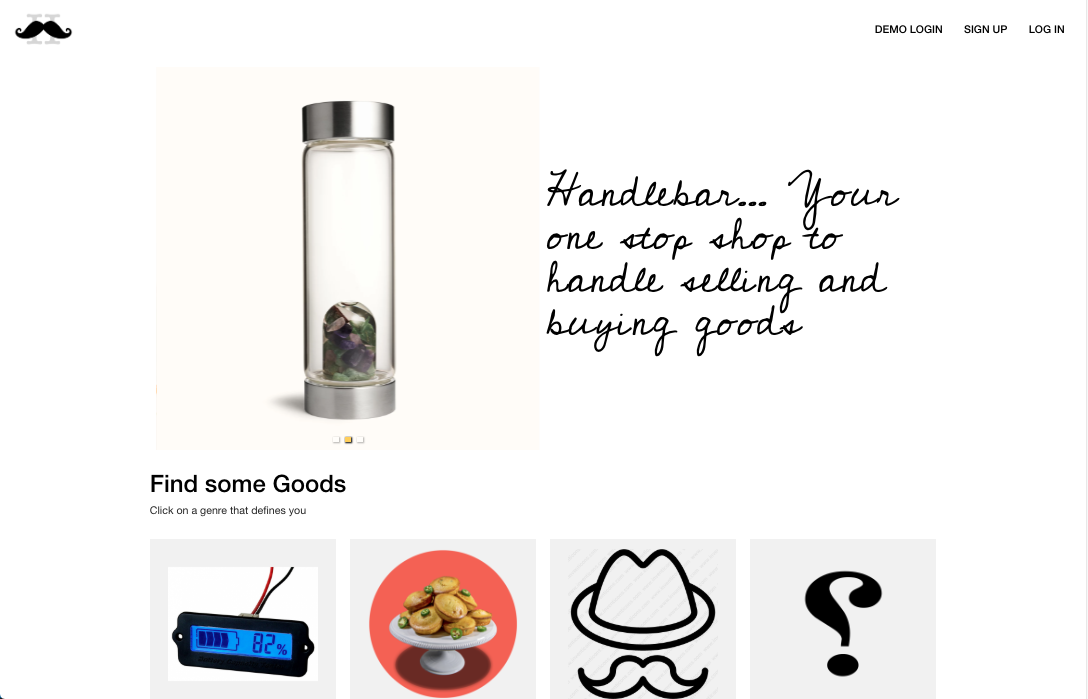 H
DEMO LOGIN SIGN UP LOG IN
Handlebar... Your
one stop shop to
handle selling and
buying goods
Find some Goods
Click on a genre that defines you
82%
?